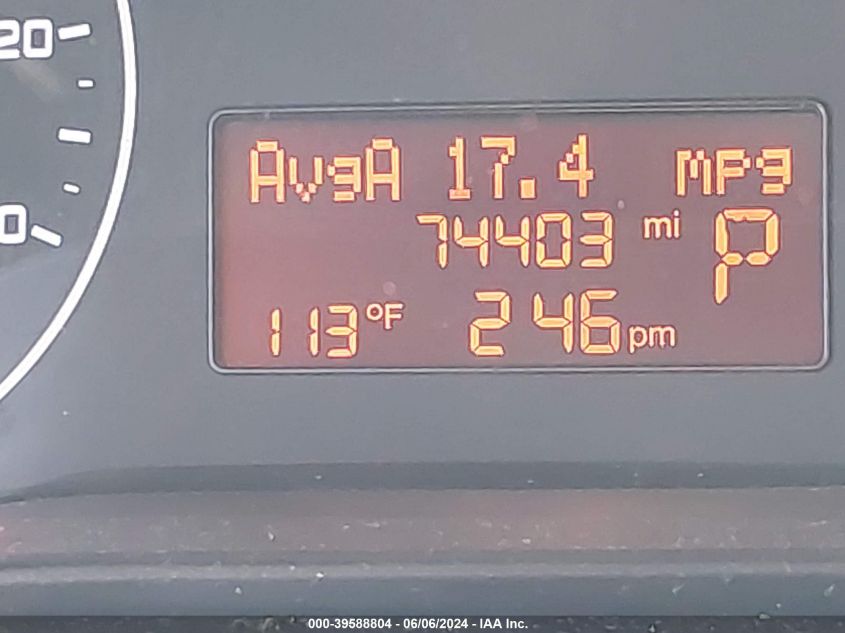 20
AvgA 17.4 MPg
74403 mi P
0
113 °F 2 46 pm
000-39588804 - 06/06/2024 - IAA Inc.